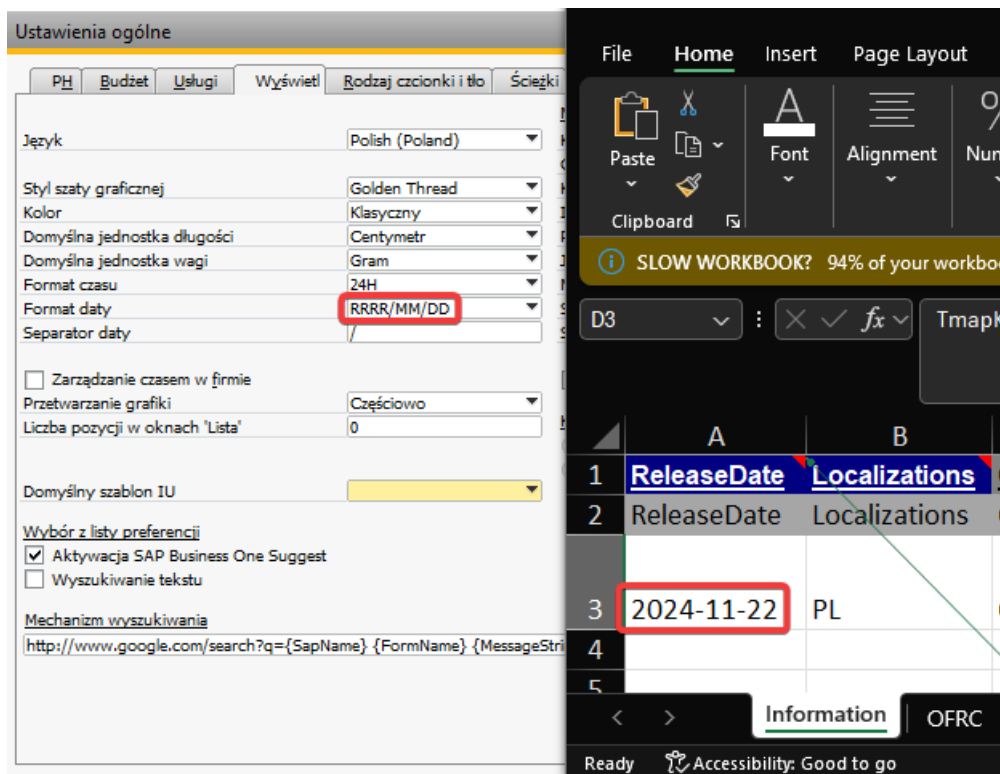 Ustawienia ogólne
PH Budżet Usługi Wyświetl Rodzaj czcionki i tło Ścieżki
Język Polish (Poland)
Styl szaty graficznej Golden Thread
Kolor Klasyczny
Domyślna jednostka długości Centymetr
Domyślna jednostka wagi Gram
Format czasu 24H
Format daty RRRR/MM/DD
Separator daty /
Zarządzanie czasem w firmie
Przetwarzanie grafiki Częściowo
Liczba pozycji w oknach 'Lista' 0
Domyślny szablon IU
Wybór z listy preferencji
Aktywacja SAP Business One Suggest
Wyszukiwanie tekstu
Mechanizm wyszukiwania
http://www.google.com/search?q={SapName} {FormName} {MessageStri
File Home Insert Page Layout
Paste Font Alignment Num
Clipboard
SLOW WORKBOOK? 94% of your workboo
D3 fx TmapK
A B
1 ReleaseDate Localizations
2 ReleaseDate Localizations
3 2024-11-22 PL
4
5
Information OFRC
Ready Accessibility: Good to go